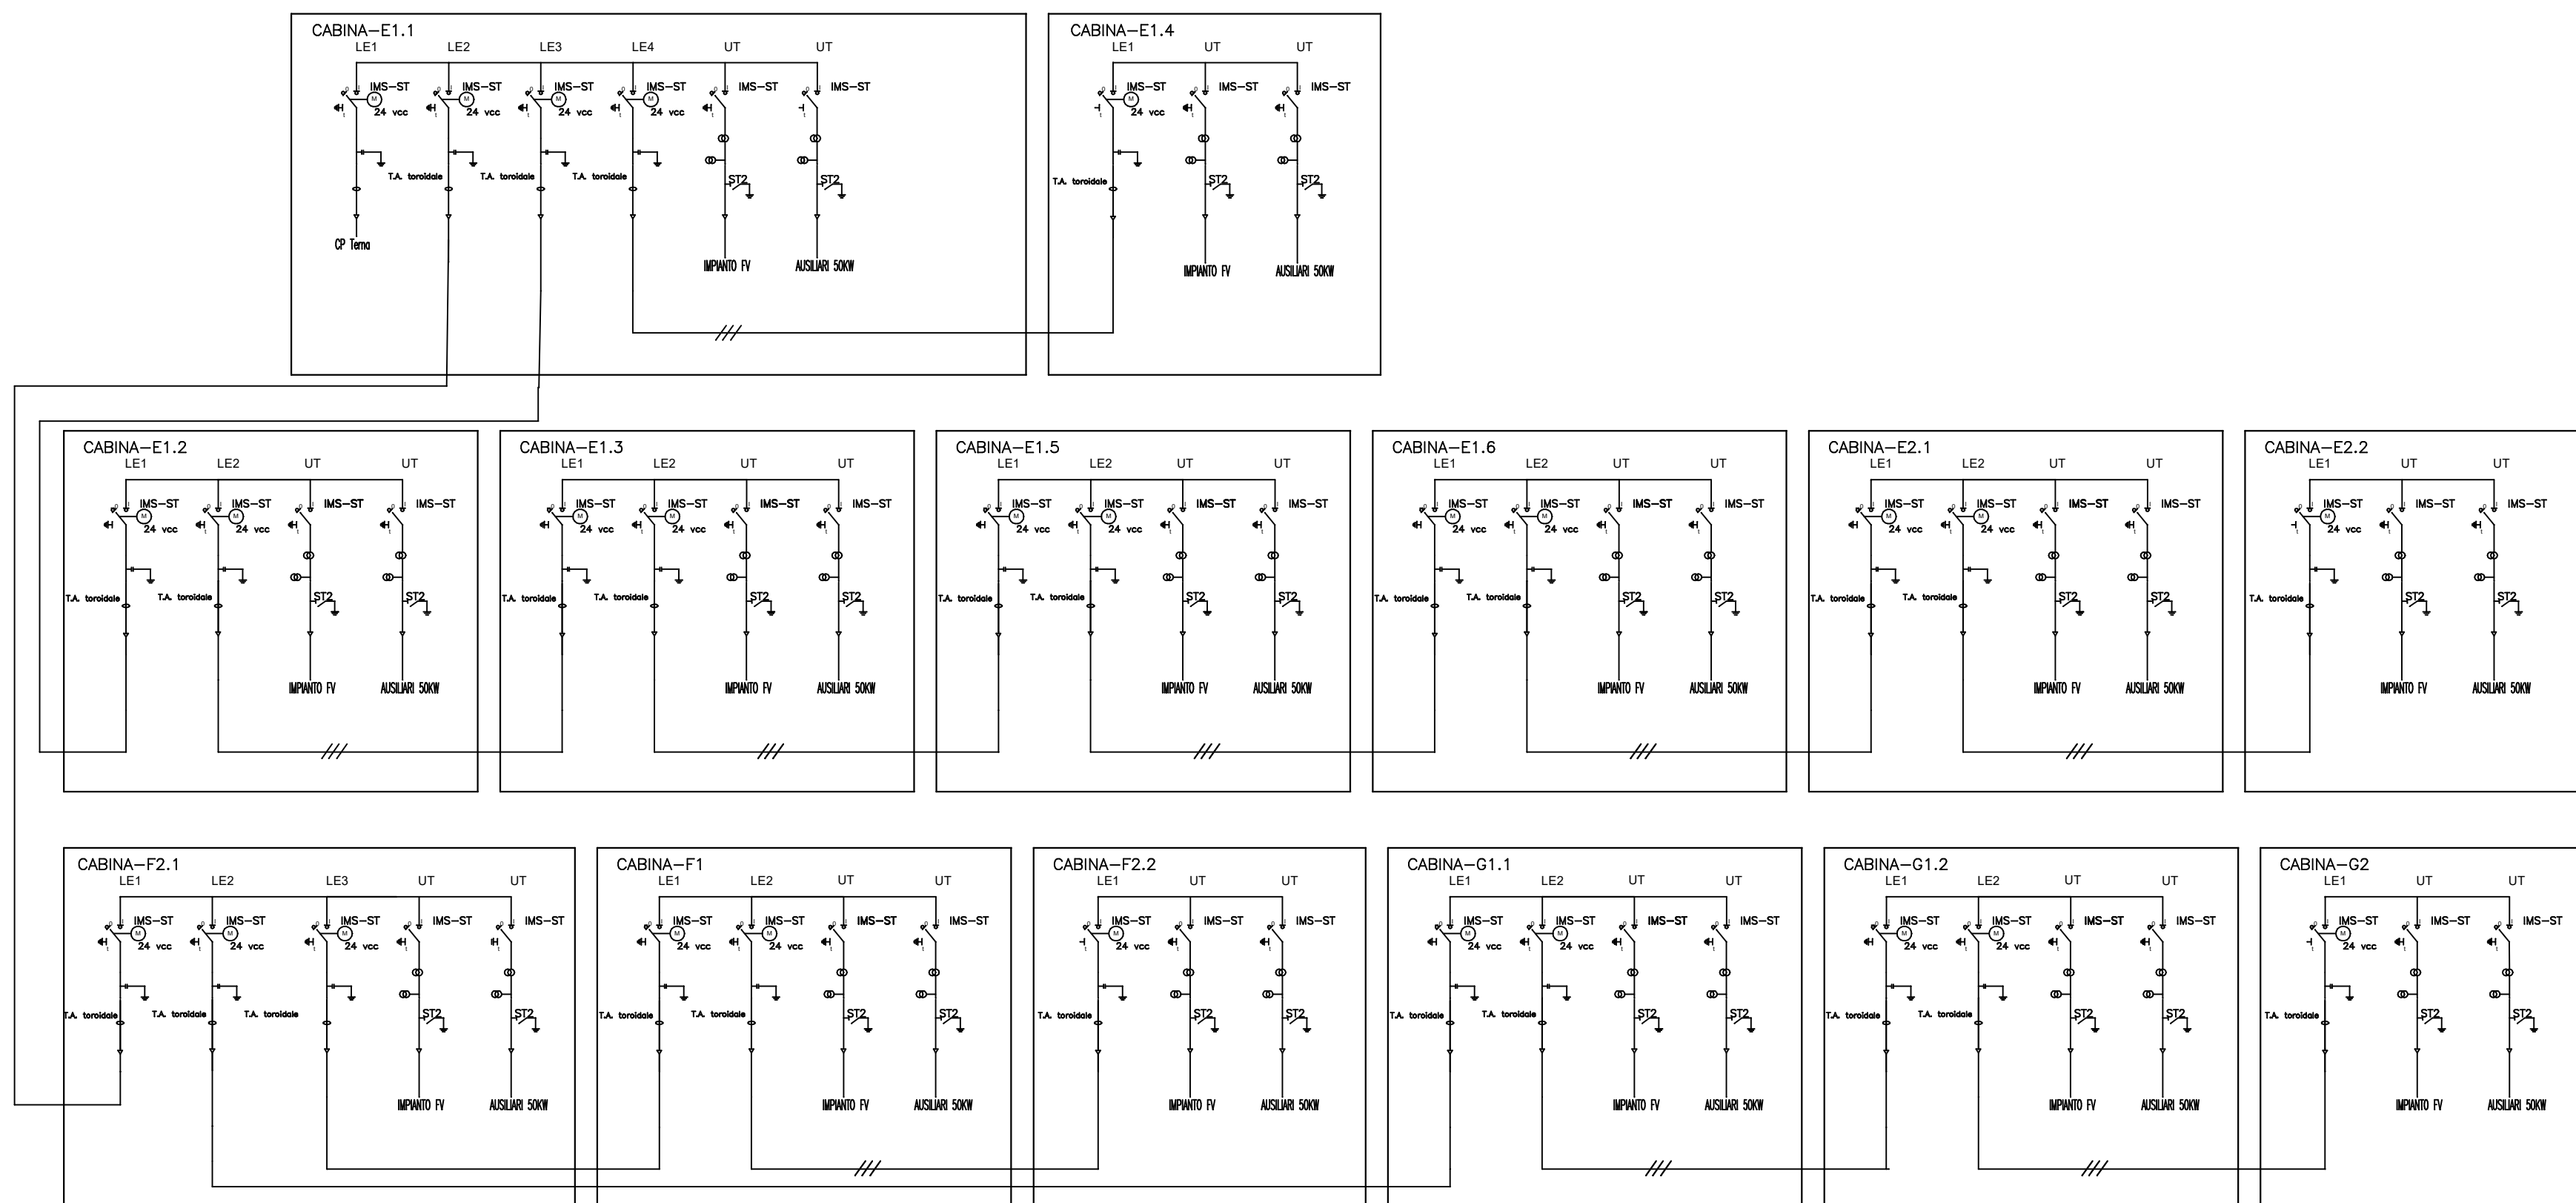 CABINA-E1.1
LE1 LE2 LE3 LE4 UT UT
IMS-ST IMS-ST IMS-ST IMS-ST IMS-ST IMS-ST
M M M M
24 vcc 24 vcc 24 vcc 24 vcc
T.A. toroidale T.A. toroidale T.A. toroidale
ST2 ST2
CP Terna
IMPIANTO FV AUSILIARI 50KW
CABINA-E1.4
LE1 UT UT
IMS-ST IMS-ST IMS-ST
M
24 vcc
T.A. toroidale
ST2 ST2
IMPIANTO FV AUSILIARI 50KW
CABINA-E1.2
LE1 LE2 UT UT
IMS-ST IMS-ST IMS-ST IMS-ST
M M
24 vcc 24 vcc
T.A. toroidale T.A. toroidale
ST2 ST2
IMPIANTO FV AUSILIARI 50KW
CABINA-E1.3
LE1 LE2 UT UT
IMS-ST IMS-ST IMS-ST IMS-ST
M M
24 vcc 24 vcc
T.A. toroidale T.A. toroidale
ST2 ST2
IMPIANTO FV AUSILIARI 50KW
CABINA-E1.5
LE1 LE2 UT UT
IMS-ST IMS-ST IMS-ST IMS-ST
M M
24 vcc 24 vcc
T.A. toroidale T.A. toroidale
ST2 ST2
IMPIANTO FV AUSILIARI 50KW
CABINA-E1.6
LE1 LE2 UT UT
IMS-ST IMS-ST IMS-ST IMS-ST
M M
24 vcc 24 vcc
T.A. toroidale T.A. toroidale
ST2 ST2
IMPIANTO FV AUSILIARI 50KW
CABINA-E2.1
LE1 LE2 UT UT
IMS-ST IMS-ST IMS-ST IMS-ST
M M
24 vcc 24 vcc
T.A. toroidale T.A. toroidale
ST2 ST2
IMPIANTO FV AUSILIARI 50KW
CABINA-E2.2
LE1 UT UT
IMS-ST IMS-ST IMS-ST
M
24 vcc
T.A. toroidale
ST2 ST2
IMPIANTO FV AUSILIARI 50KW
CABINA-F2.1
LE1 LE2 LE3 UT UT
IMS-ST IMS-ST IMS-ST IMS-ST IMS-ST
M M M
24 vcc 24 vcc 24 vcc
T.A. toroidale T.A. toroidale T.A. toroidale
ST2 ST2
IMPIANTO FV AUSILIARI 50KW
CABINA-F1
LE1 LE2 UT UT
IMS-ST IMS-ST IMS-ST IMS-ST
M M
24 vcc 24 vcc
T.A. toroidale T.A. toroidale
ST2 ST2
IMPIANTO FV AUSILIARI 50KW
CABINA-F2.2
LE1 UT UT
IMS-ST IMS-ST IMS-ST
M
24 vcc
T.A. toroidale
ST2 ST2
IMPIANTO FV AUSILIARI 50KW
CABINA-G1.1
LE1 LE2 UT UT
IMS-ST IMS-ST IMS-ST IMS-ST
M M
24 vcc 24 vcc
T.A. toroidale T.A. toroidale
ST2 ST2
IMPIANTO FV AUSILIARI 50KW
CABINA-G1.2
LE1 LE2 UT UT
IMS-ST IMS-ST IMS-ST IMS-ST
M M
24 vcc 24 vcc
T.A. toroidale T.A. toroidale
ST2 ST2
IMPIANTO FV AUSILIARI 50KW
CABINA-G2
LE1 UT UT
IMS-ST IMS-ST IMS-ST
M
24 vcc
T.A. toroidale
ST2 ST2
IMPIANTO FV AUSILIARI 50KW